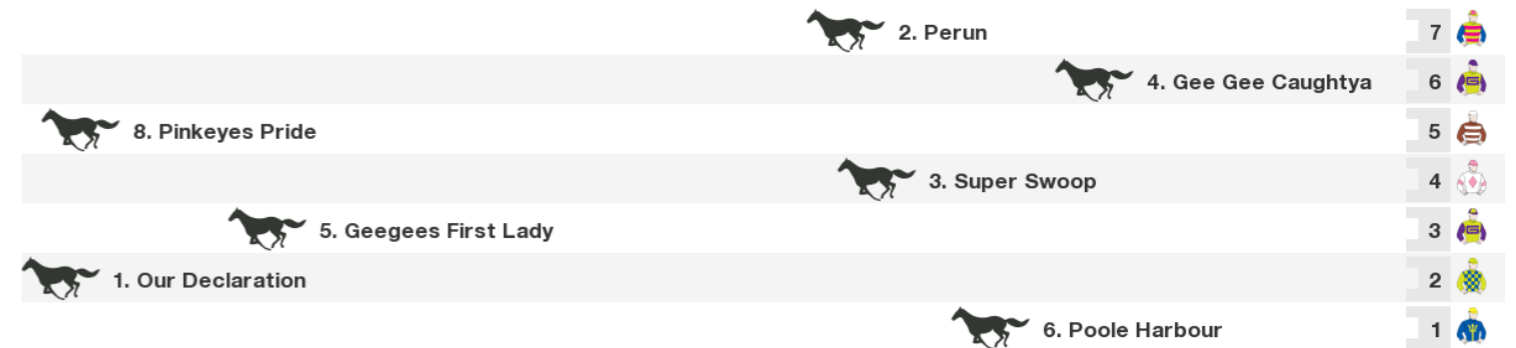 2. Perun 7
4. Gee Gee Caughtya 6
8. Pinkeyes Pride 5
3. Super Swoop 4
5. Geegees First Lady 3
1. Our Declaration 2
6. Poole Harbour 1